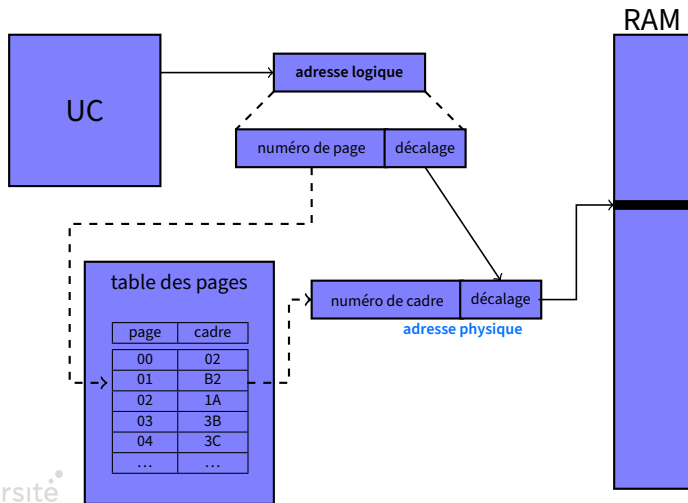 RAM
UC
adresse logique
numéro de page décalage
table des pages
numéro de cadre décalage
adresse physique
page cadre
00 02
01 B2
02 1A
03 3B
04 3C
... ...
rsité